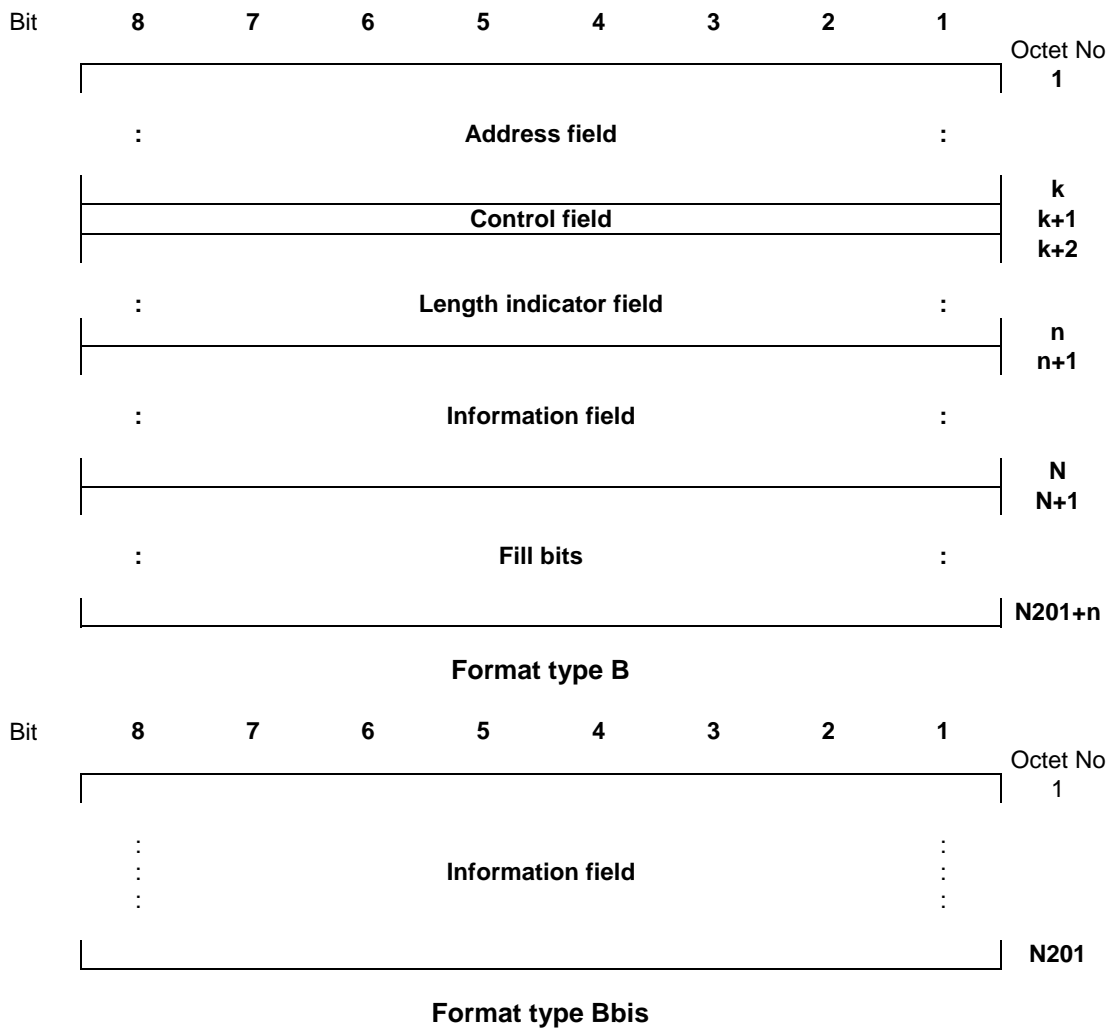 Bit 8 7 6 5 4 3 2 1
Octet No
1
: Address field :
k
Control field k+1
k+2
: Length indicator field :
n
n+1
: Information field :
N
N+1
: Fill bits :
N201+n
Format type B
Bit 8 7 6 5 4 3 2 1
Octet No
1
: :
: Information field :
: :
N201
Format type Bbis